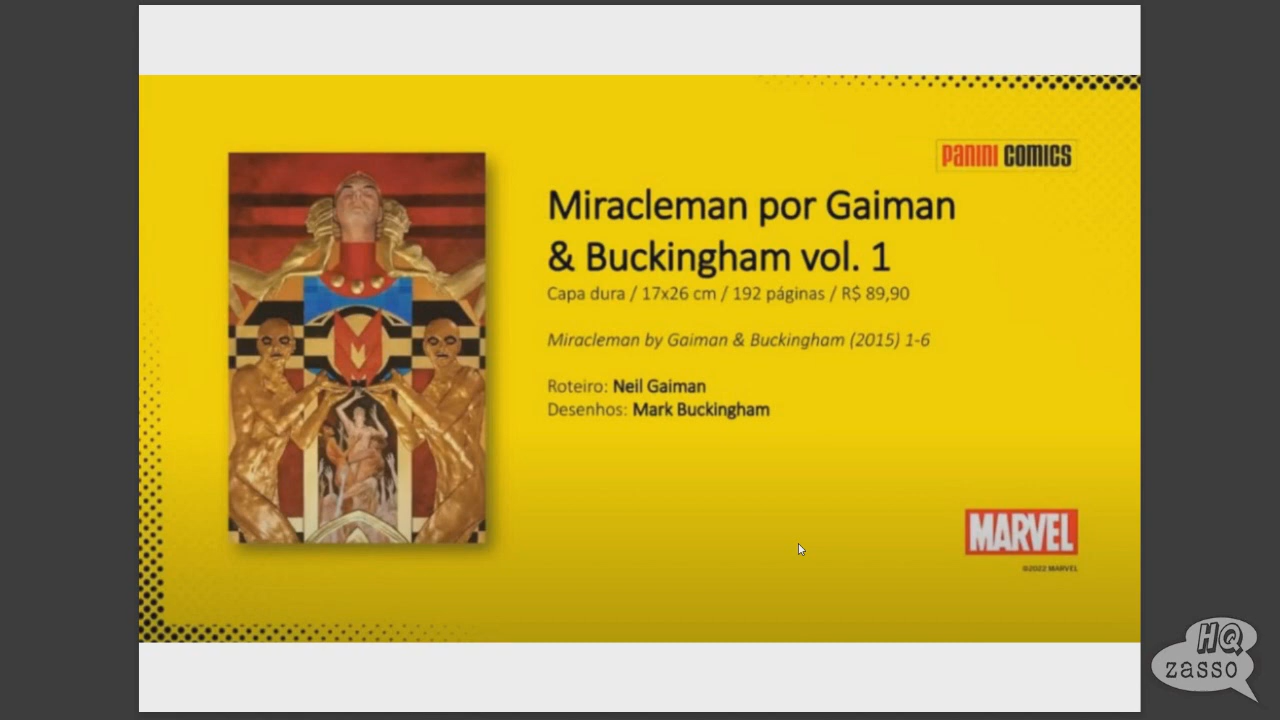 PANINI COMICS
Miracleman por Gaiman
& Buckingham vol. 1
Capa dura / 17x26 cm / 192 páginas / R$ 89,90
Miracleman by Gaiman & Buckingham (2015) 1-6
Roteiro: Neil Gaiman
Desenhos: Mark Buckingham
MARVEL
©2022 MARVEL
HQ
zasso